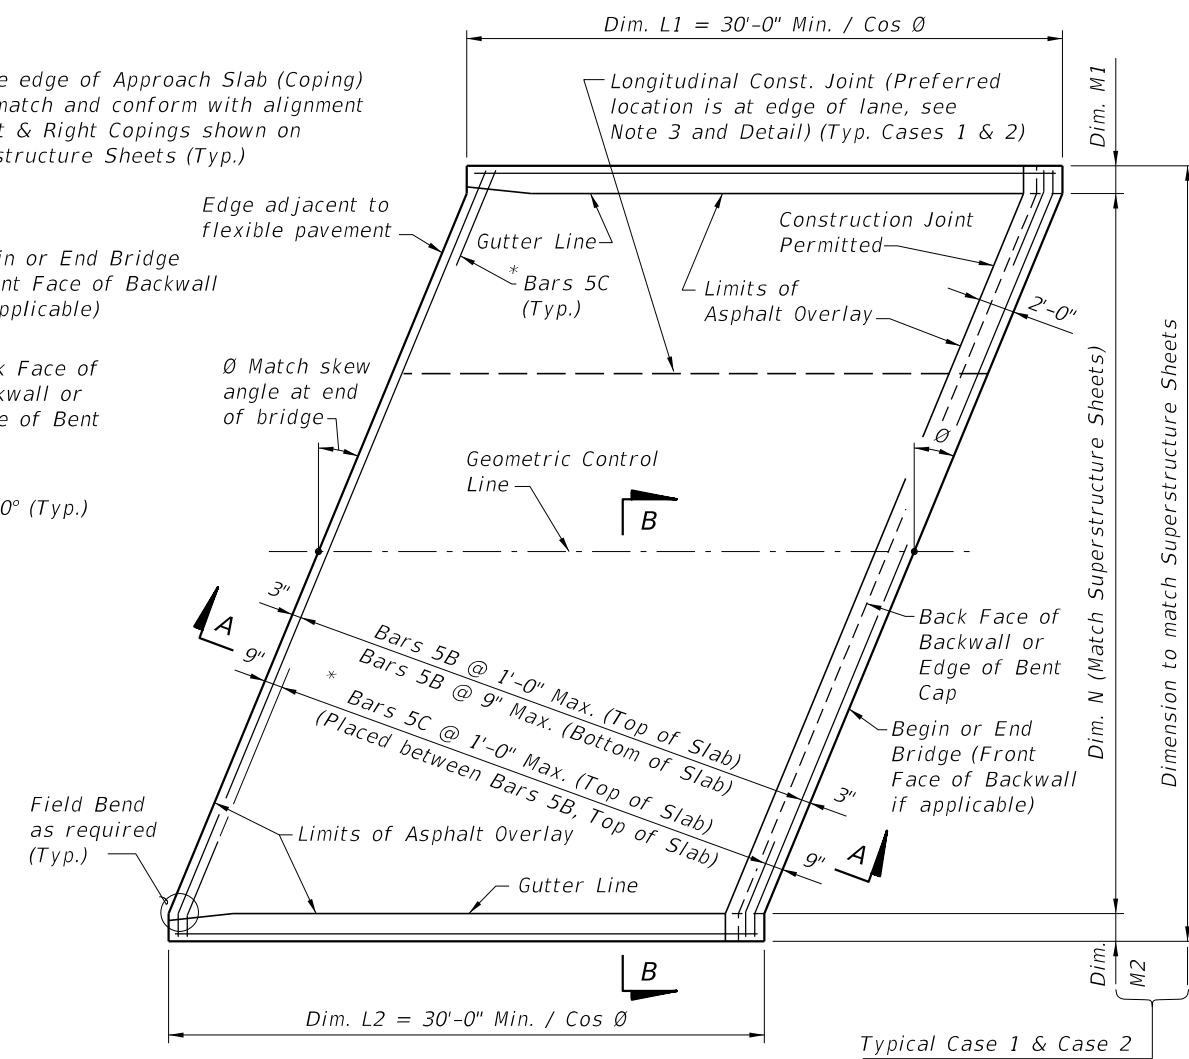 Dim. L1 = 30'-0" Min. / Cos Ø
edge of Approach Slab (Coping)
match and conform with alignment
& Right Copings shown on
structure Sheets (Typ.)
Longitudinal Const. Joint (Preferred
location is at edge of lane, see
Note 3 and Detail) (Typ. Cases 1 & 2)
Dim. M1
Edge adjacent to
flexible pavement
Gutter Line
* Bars 5C
(Typ.)
Construction Joint
Permitted
Limits of
Asphalt Overlay
2'-0"
in or End Bridge
nt Face of Backwall
applicable)
k Face of
kwall or
e of Bent
0° (Typ.)
Ø Match skew
angle at end
of bridge
Ø
Geometric Control
Line
B
Dim. N (Match Superstructure Sheets)
Dimension to match Superstructure Sheets
A
3"
9"
Bars 5B @ 1'-0" Max. (Top of Slab)
Bars 5B @ 9" Max. (Bottom of Slab)
* Bars 5C @ 1'-0" Max. (Top of Slab)
(Placed between Bars 5B, Top of Slab)
3"
9"
A
Back Face of
Backwall or
Edge of Bent
Cap
Begin or End
Bridge (Front
Face of Backwall
if applicable)
Field Bend
as required
(Typ.)
Limits of Asphalt Overlay
Gutter Line
B
Dim.
M2
Dim. L2 = 30'-0" Min. / Cos Ø
Typical Case 1 & Case 2